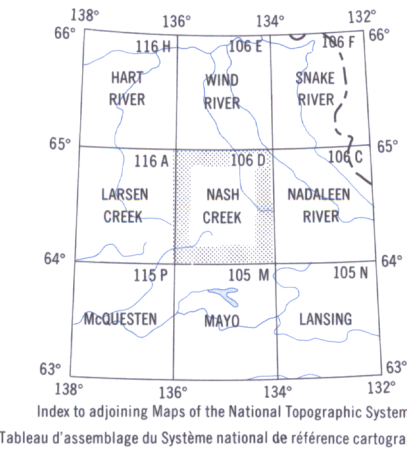 138° 136° 134° 132°
66° 116 H 106 E 106 F 66°
HART WIND SNAKE
RIVER RIVER RIVER
65° 65°
116 A 106 D 106 C
LARSEN NASH NADALEEN
CREEK CREEK RIVER
64° 64°
115 P 105 M 105 N
McQUESTEN MAYO LANSING
63° 63°
138° 136° 134° 132°
Index to adjoining Maps of the National Topographic System
Tableau d'assemblage du Système national de référence cartogra